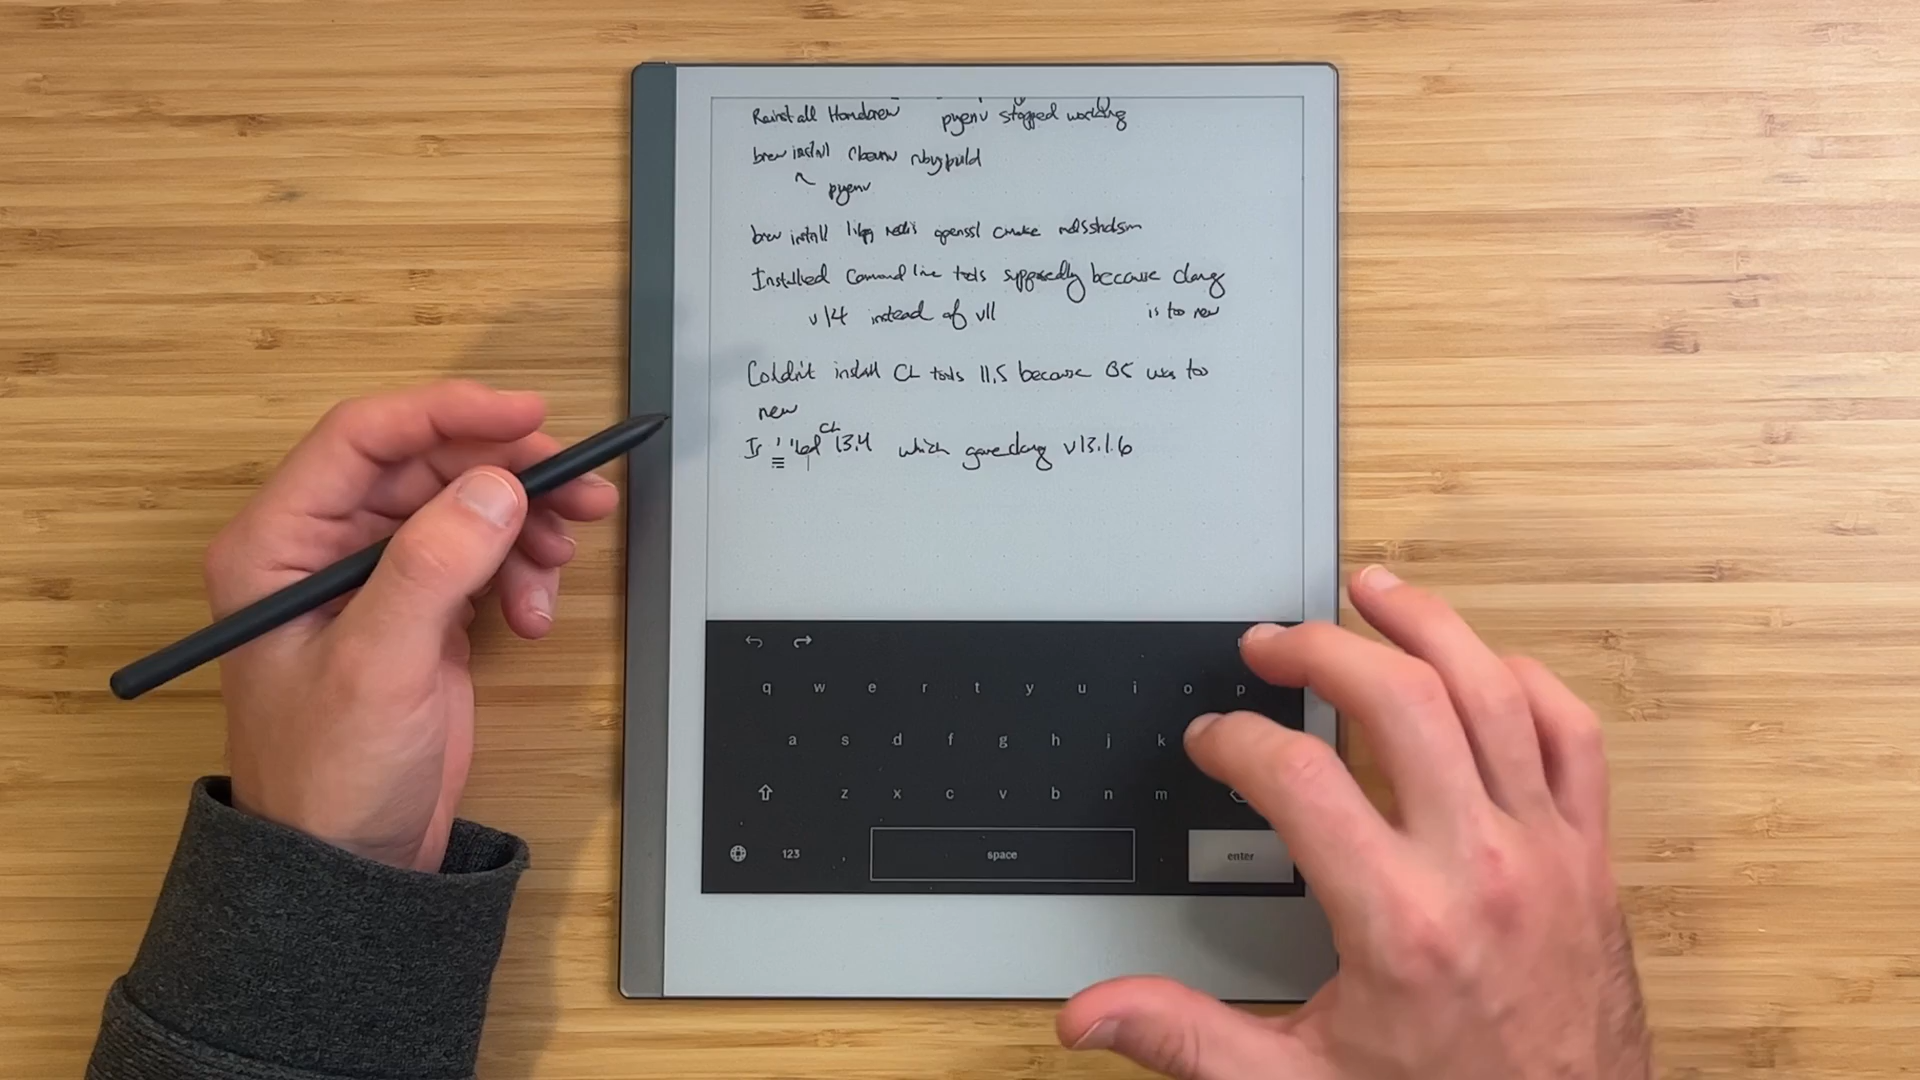 Reinstall Homebrew pyenv stopped working
brew install rbenv ruby build
pyenv
brew install libpq redis openssl cmake
Installed Command line tools supposedly because clang
v14 instead of v11 is too new
Couldn't install CL tools 11.5 because OS was too
new
CL
13.4 which gave clang v13.1.6
q w e r t y u i o p
a s d f g h j k
z x c v b n m
123 , space . enter